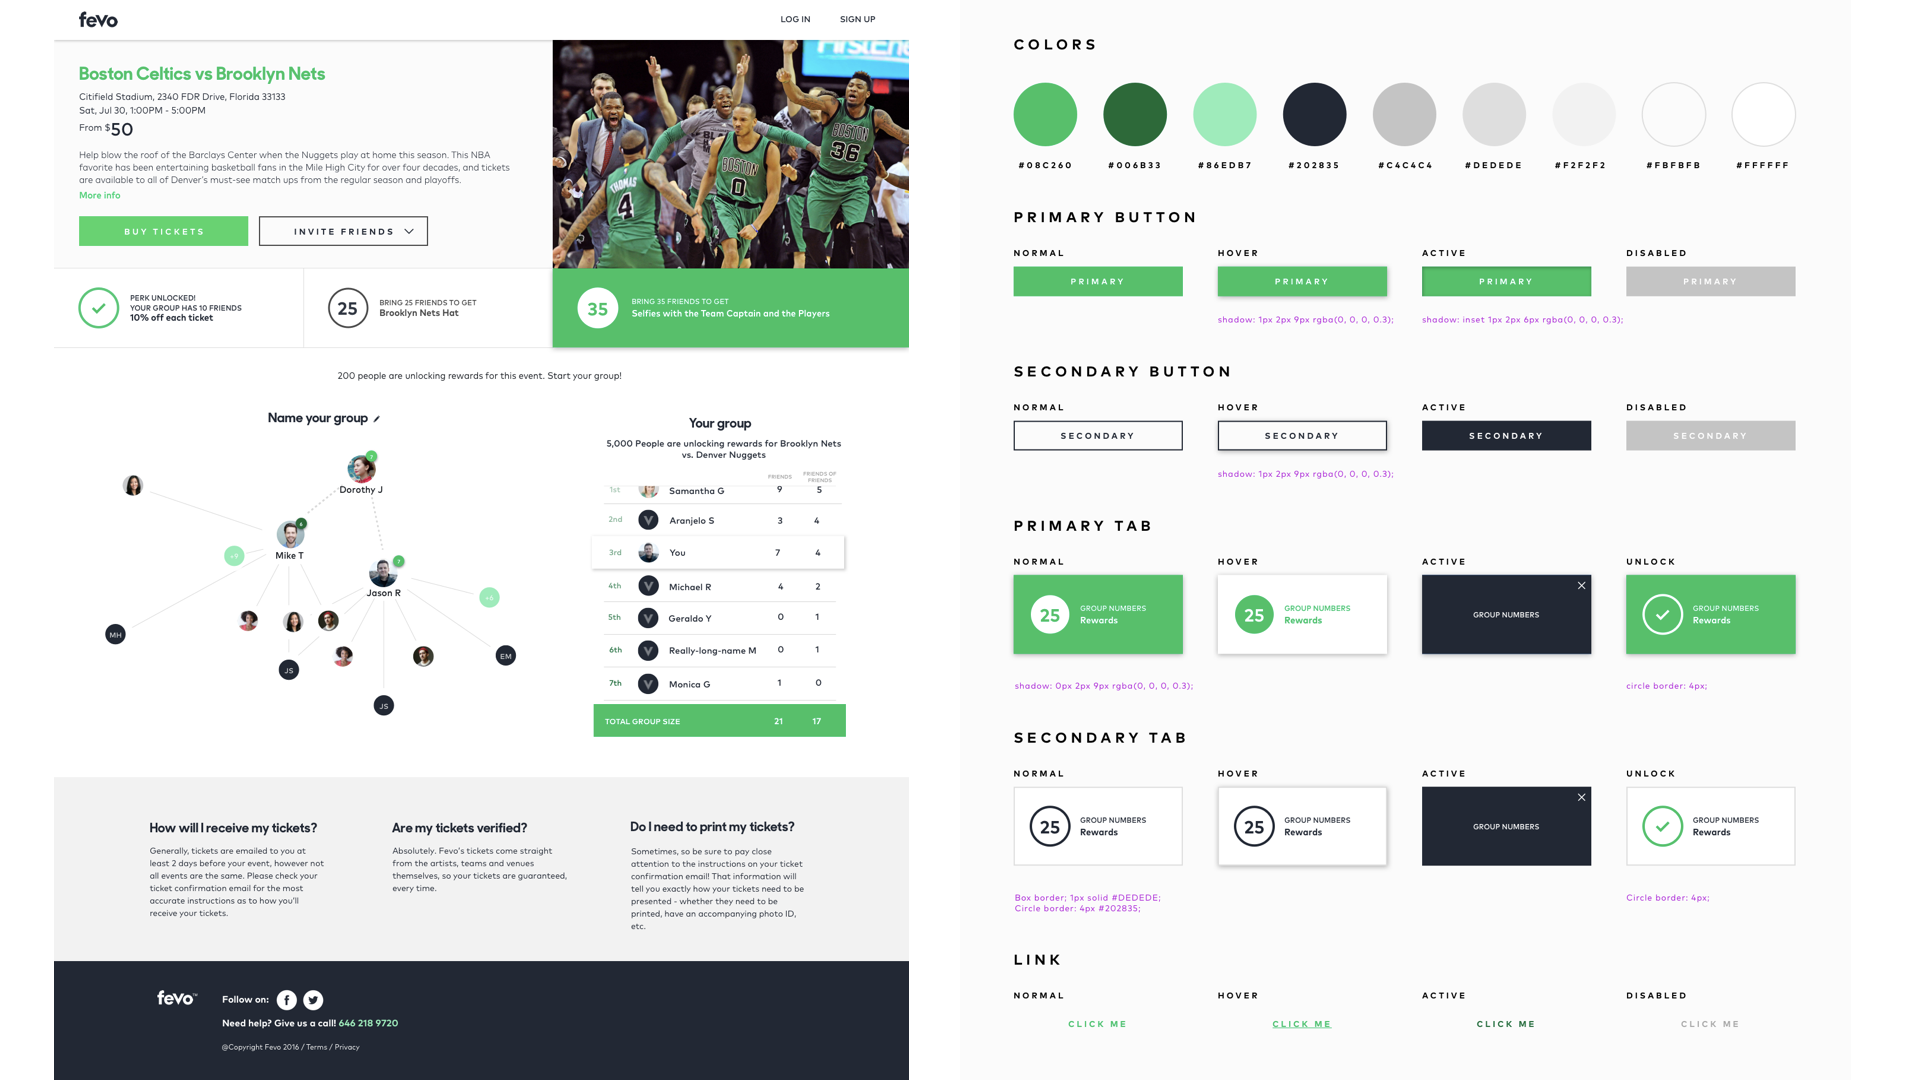 fevo
LOG IN
SIGN UP
Boston Celtics vs Brooklyn Nets
Citifield Stadium, 2340 FDR Drive, Florida 33133
Sat, Jul 30, 1:00PM - 5:00PM
From $50
Help blow the roof of the Barclays Center when the Nuggets play at home this season. This NBA
favorite has been entertaining basketball fans in the Mile High City for over four decades, and tickets
are available to all of Denver's must-see match ups from the regular season and playoffs.
More info
BUY TICKETS
INVITE FRIENDS
BOSTON
36
BOSTON
0
THOMAS
4
PERK UNLOCKED!
YOUR GROUP HAS 10 FRIENDS
10% off each ticket
25
BRING 25 FRIENDS TO GET
Brooklyn Nets Hat
35
BRING 35 FRIENDS TO GET
Selfies with the Team Captain and the Players
200 people are unlocking rewards for this event. Start your group!
Name your group
7
Dorothy J
6
Mike T
+9
7
Jason R
+5
MH
JS
EM
JS
Your group
5,000 People are unlocking rewards for Brooklyn Nets
vs. Denver Nuggets
FRIENDS
FRIENDS OF
FRIENDS
1st Samantha G 9 5
2nd Aranjelo S 3 4
3rd You 7 4
4th Michael R 4 2
5th Geraldo Y 0 1
6th Really-long-name M 0 1
7th Monica G 1 0
TOTAL GROUP SIZE 21 17
How will I receive my tickets?
Generally, tickets are emailed to you at
least 2 days before your event, however not
all events are the same. Please check your
ticket confirmation email for the most
accurate instructions as to how you'll
receive your tickets.
Are my tickets verified?
Absolutely. Fevo's tickets come straight
from the artists, teams and venues
themselves, so your tickets are guaranteed,
every time.
Do I need to print my tickets?
Sometimes, so be sure to pay close
attention to the instructions on your ticket
confirmation email! That information will
tell you exactly how your tickets need to be
presented - whether they need to be
printed, have an accompanying photo ID,
etc.
fevo™
Follow on:
Need help? Give us a call! 646 218 9720
@Copyright Fevo 2016 / Terms / Privacy
COLORS
#08C260
#006B33
#86EDB7
#202835
#C4C4C4
#DEDEDE
#F2F2F2
#FBFBFB
#FFFFFF
PRIMARY BUTTON
NORMAL HOVER ACTIVE DISABLED
PRIMARY PRIMARY PRIMARY PRIMARY
shadow: 1px 2px 9px rgba(0, 0, 0, 0.3);
shadow: inset 1px 2px 6px rgba(0, 0, 0, 0.3);
SECONDARY BUTTON
NORMAL HOVER ACTIVE DISABLED
SECONDARY SECONDARY SECONDARY SECONDARY
shadow: 1px 2px 9px rgba(0, 0, 0, 0.3);
PRIMARY TAB
NORMAL HOVER ACTIVE UNLOCK
25
GROUP NUMBERS
Rewards
25
GROUP NUMBERS
Rewards
GROUP NUMBERS
GROUP NUMBERS
Rewards
shadow: 0px 2px 9px rgba(0, 0, 0, 0.3);
circle border: 4px;
SECONDARY TAB
NORMAL HOVER ACTIVE UNLOCK
25
GROUP NUMBERS
Rewards
25
GROUP NUMBERS
Rewards
GROUP NUMBERS
GROUP NUMBERS
Rewards
Box border; 1px solid #DEDEDE;
Circle border: 4px #202835;
Circle border: 4px;
LINK
NORMAL HOVER ACTIVE DISABLED
CLICK ME CLICK ME CLICK ME CLICK ME